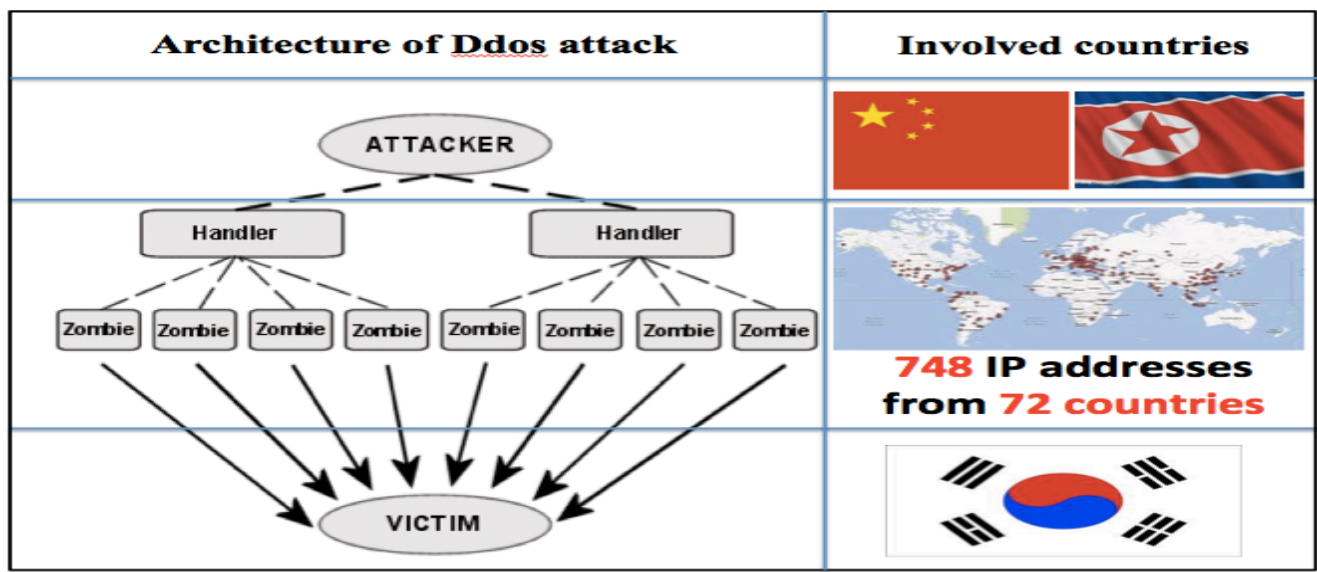 Architecture of Ddos attack
Involved countries
ATTACKER
Handler Handler
Zombie Zombie Zombie Zombie Zombie Zombie Zombie Zombie
748 IP addresses
from 72 countries
VICTIM